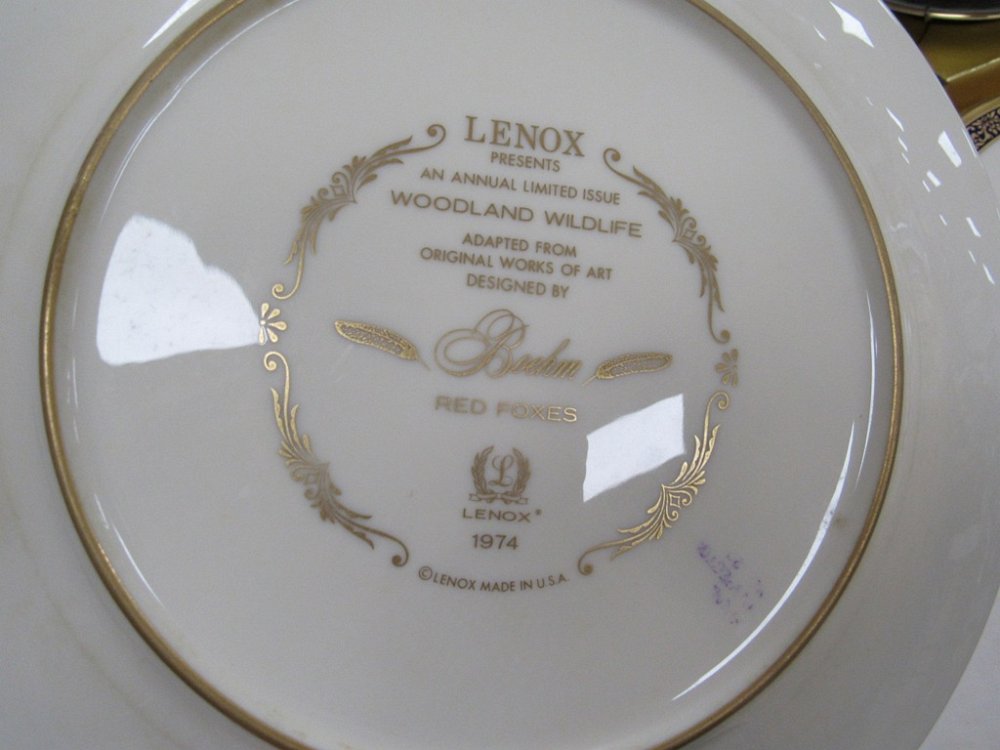 LENOX
PRESENTS
AN ANNUAL LIMITED ISSUE
WOODLAND WILDLIFE
ADAPTED FROM
ORIGINAL WORKS OF ART
DESIGNED BY
Boehm
RED FOXES
L
LENOX®
1974
©LENOX MADE IN U.S.A.